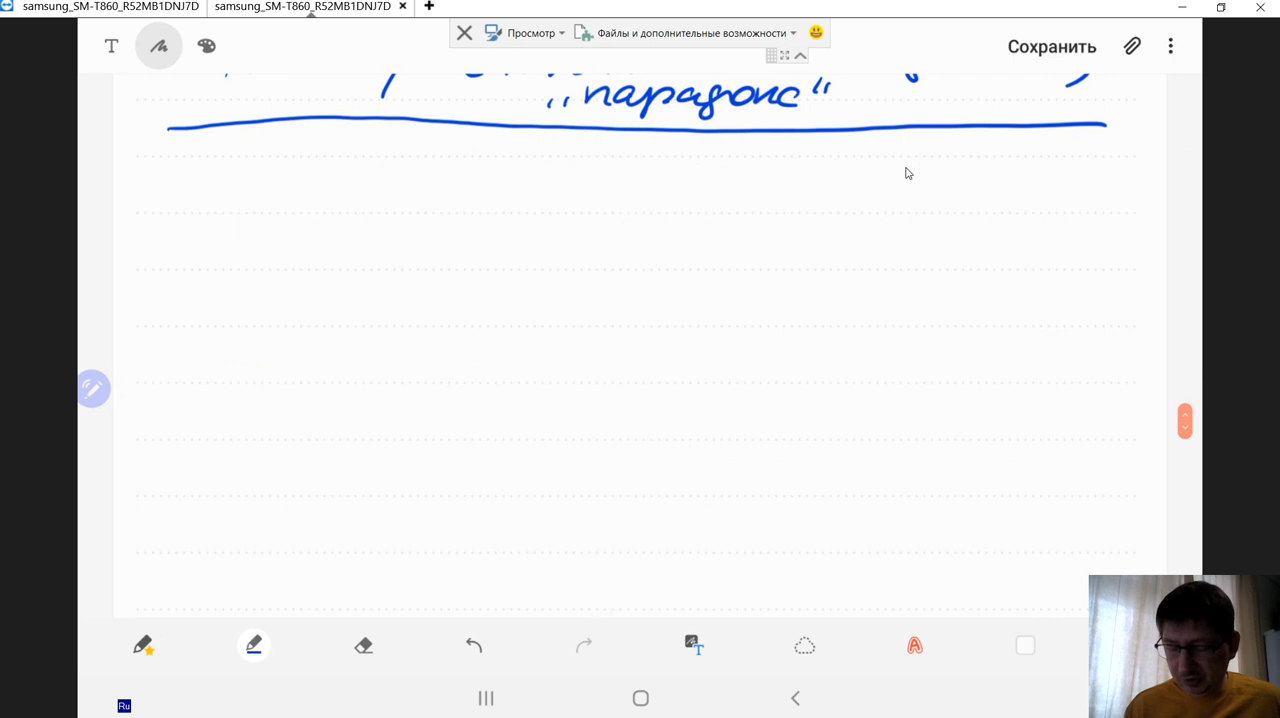 samsung_SM-T860_R52MB1DNJ7D samsung_SM-T860_R52MB1DNJ7D
Просмотр Файлы и дополнительные возможности
T Сохранить
„парадокс“
T A
Ru